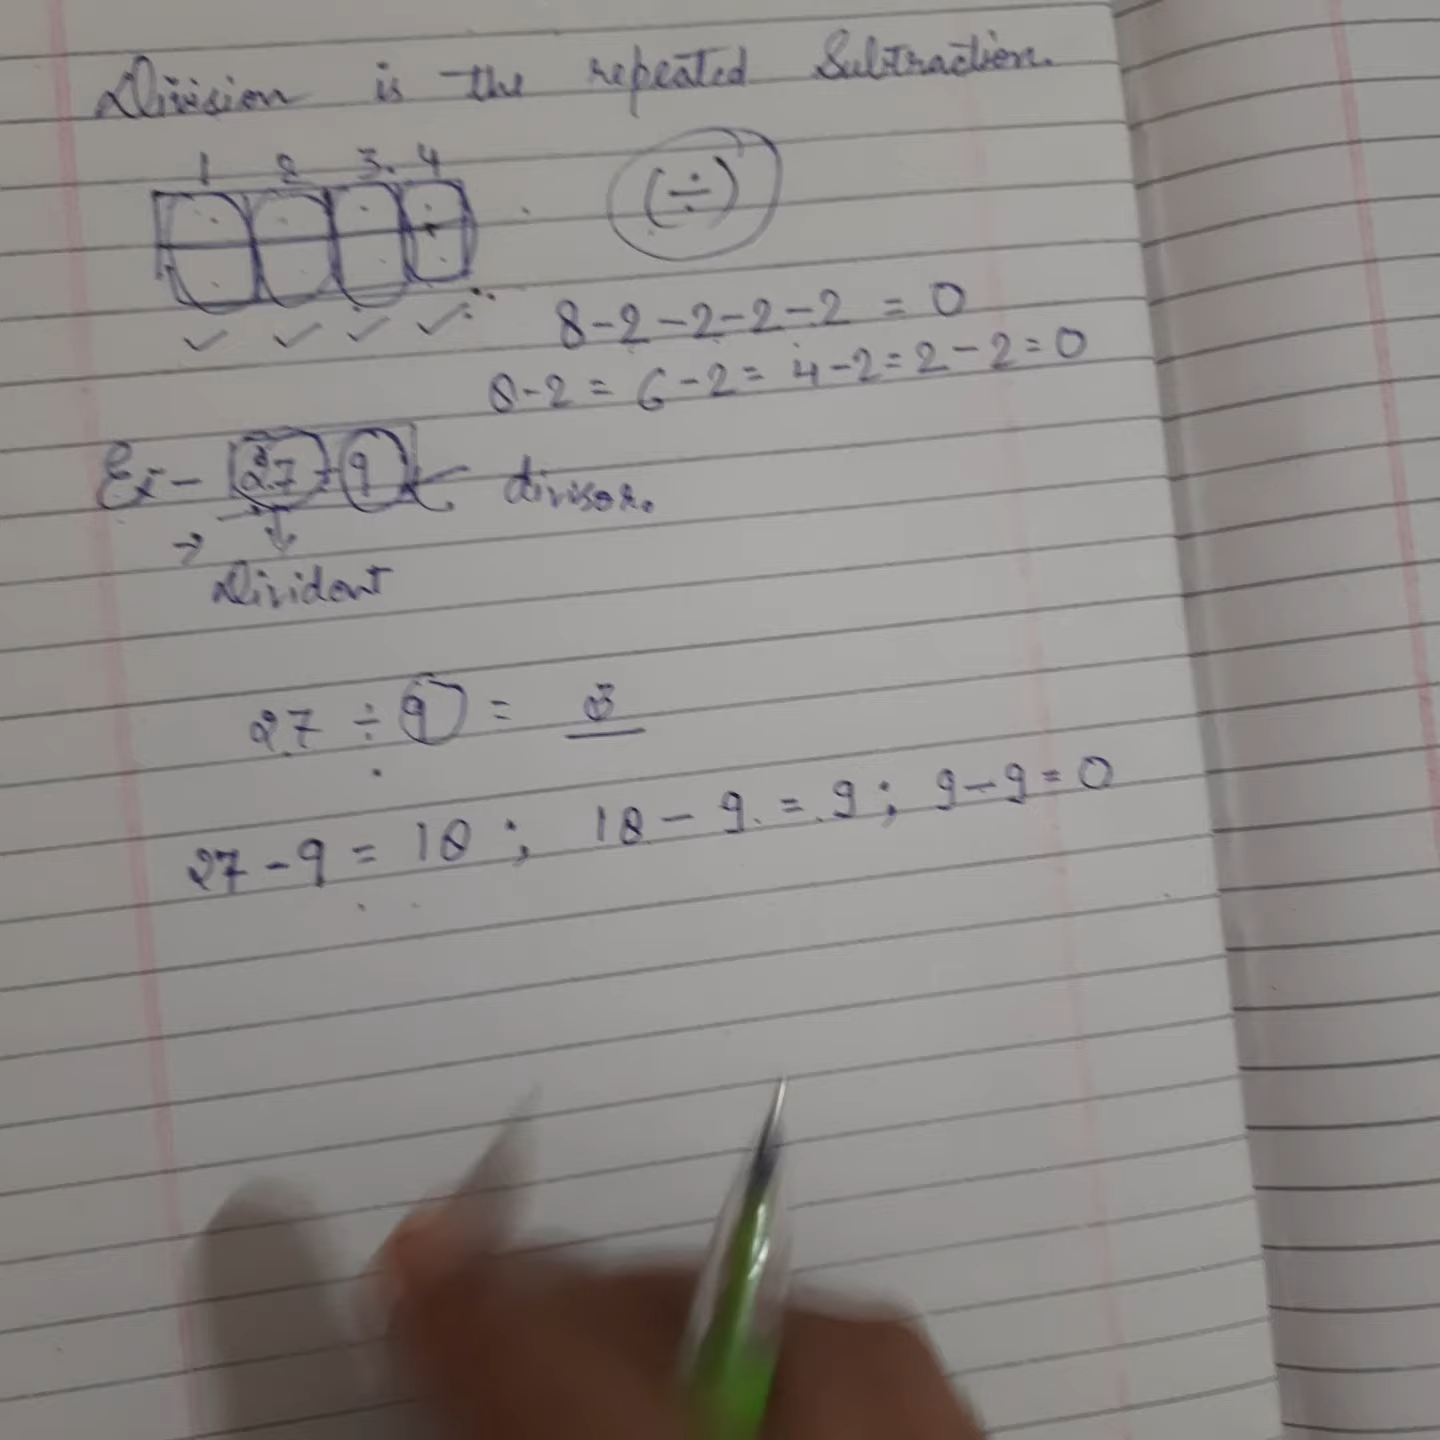 Division is the repeated Subtraction.
1 2 3. 4
(÷)
8-2-2-2-2 = 0
8-2 = 6-2 = 4-2=2-2=0
Ex- 27÷9 divisor.
→
Divident
27 ÷ 9 = 3
27-9 = 18 ; 18-9 = 9 ; 9-9=0